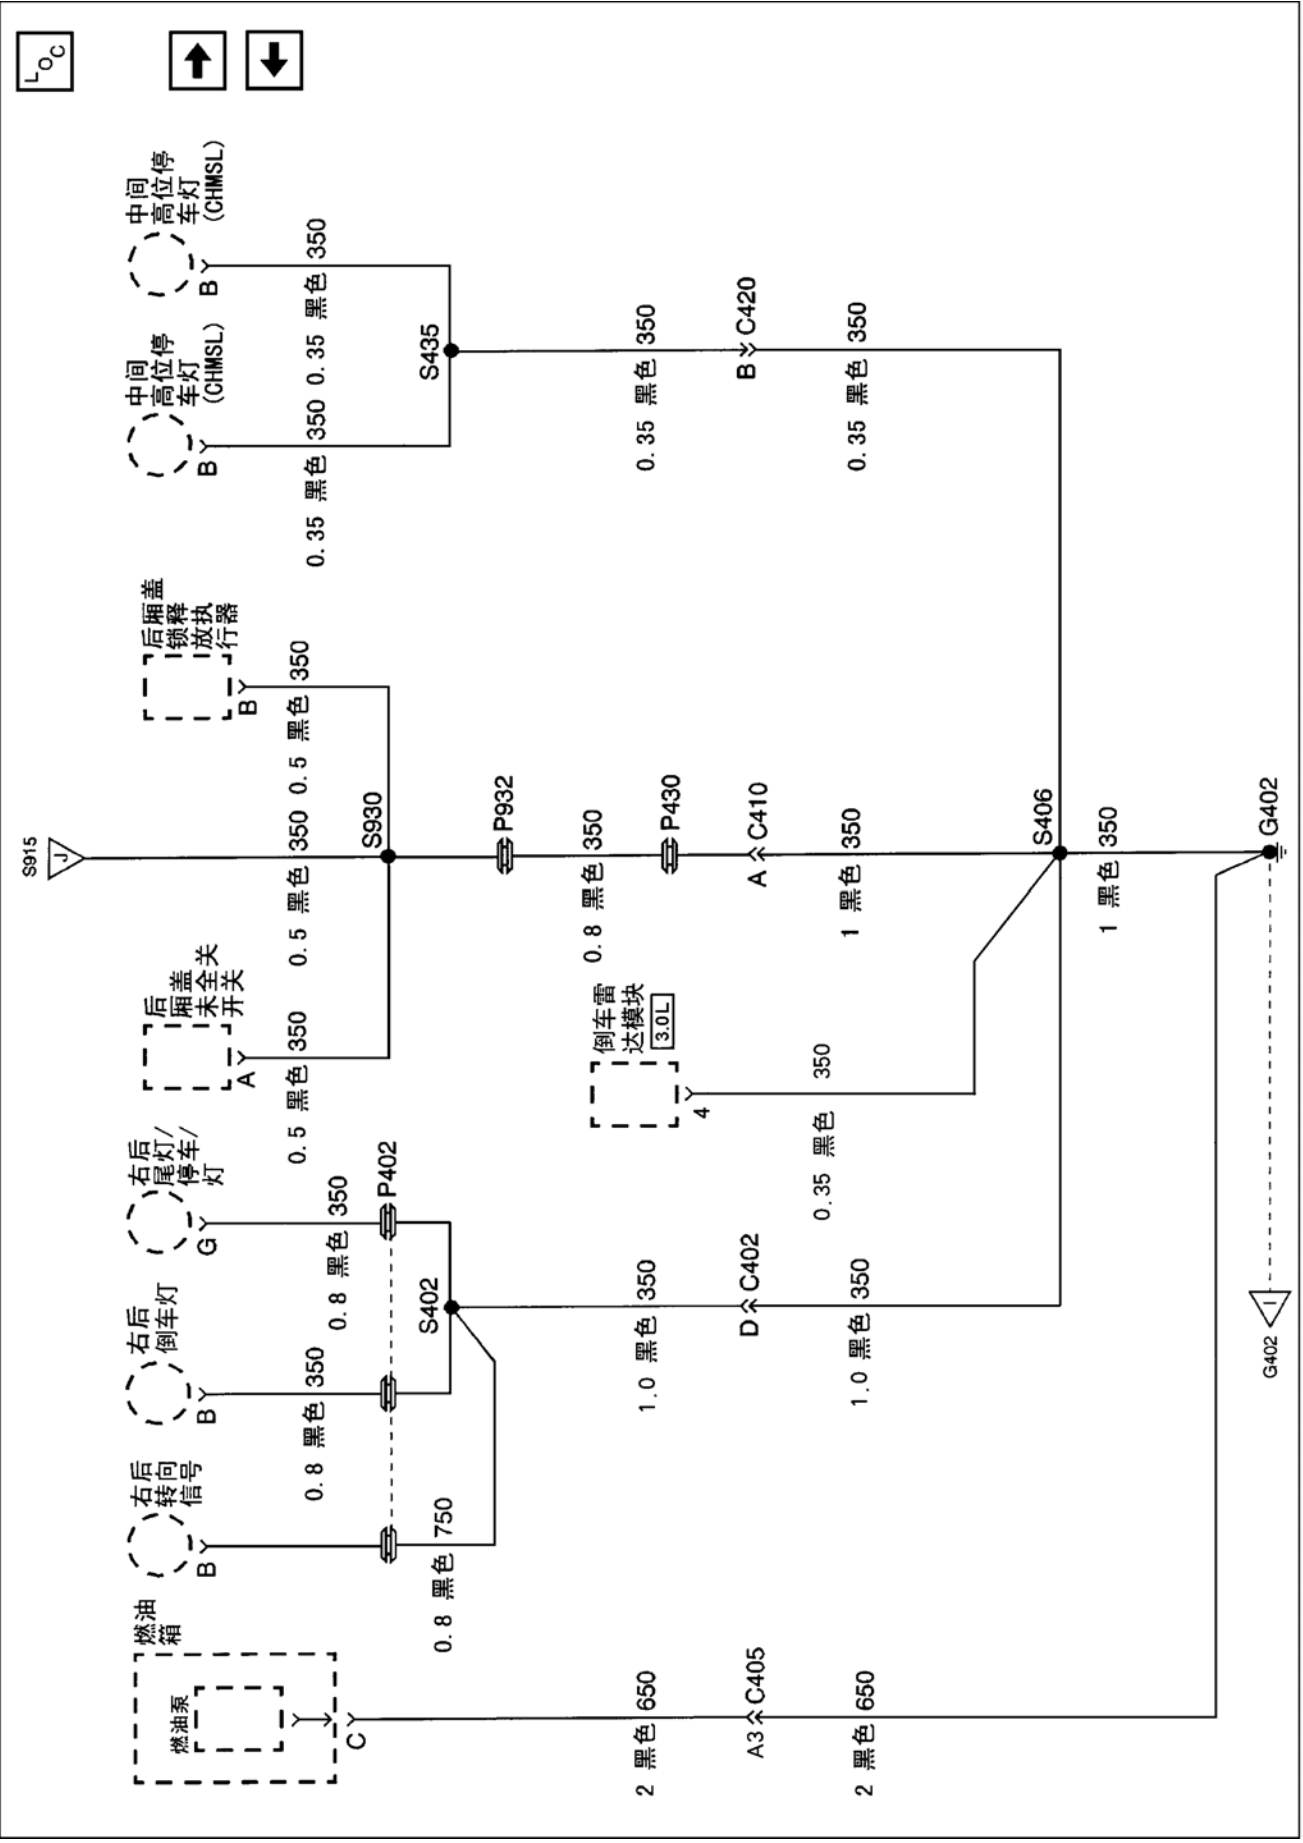 LOC
燃油
箱
燃油泵
C
2 黑色 650
A3 C405
2 黑色 650
右后
转向
信号
B
0.8 黑色 750
右后
倒车灯
B
0.8 黑色 350
右后
尾灯/
停车/
灯
G
0.8 黑色 350
P402
S402
1.0 黑色 350
D C402
1.0 黑色 350
后
厢盖
未全关
开关
A
0.5 黑色 350
S915
J
0.5 黑色 350
S930
后厢盖
锁释
放执
行器
B
0.5 黑色 350
P932
0.8 黑色 350
P430
A C410
1 黑色 350
倒车雷
达模块
3.0L
4
0.35 黑色 350
中间
高位停
车灯
(CHMSL)
B
0.35 黑色 350
中间
高位停
车灯
(CHMSL)
B
0.35 黑色 350
S435
0.35 黑色 350
B C420
0.35 黑色 350
S406
1 黑色 350
G402
I
G402